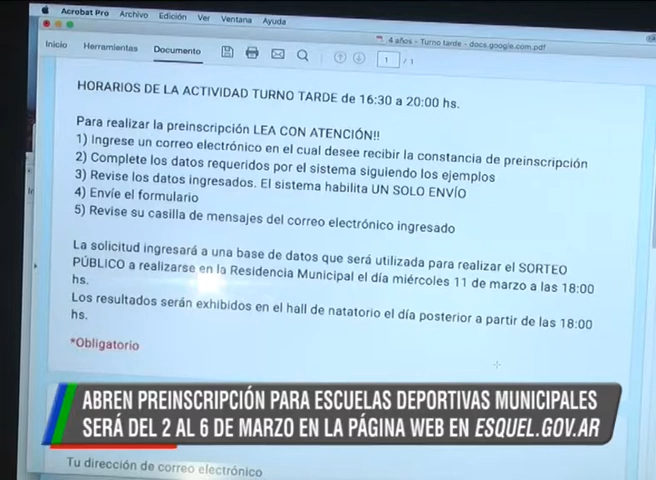 Acrobat Pro Archivo Edición Ver Ventana Ayuda
4 años - Turno tarde - docs.google.com.pdf
Inicio Herramientas Documento 1 / 1
HORARIOS DE LA ACTIVIDAD TURNO TARDE de 16:30 a 20:00 hs.
Para realizar la preinscripción LEA CON ATENCIÓN!!
1) Ingrese un correo electrónico en el cual desee recibir la constancia de preinscripción
2) Complete los datos requeridos por el sistema siguiendo los ejemplos
3) Revise los datos ingresados. El sistema habilita UN SOLO ENVÍO
4) Envíe el formulario
5) Revise su casilla de mensajes del correo electrónico ingresado
La solicitud ingresará a una base de datos que será utilizada para realizar el SORTEO
PÚBLICO a realizarse en la Residencia Municipal el día miércoles 11 de marzo a las 18:00
hs.
Los resultados serán exhibidos en el hall de natatorio el día posterior a partir de las 18:00
hs.
*Obligatorio
ABREN PREINSCRIPCIÓN PARA ESCUELAS DEPORTIVAS MUNICIPALES
SERÁ DEL 2 AL 6 DE MARZO EN LA PÁGINA WEB EN ESQUEL.GOV.AR
Tu dirección de correo electrónico